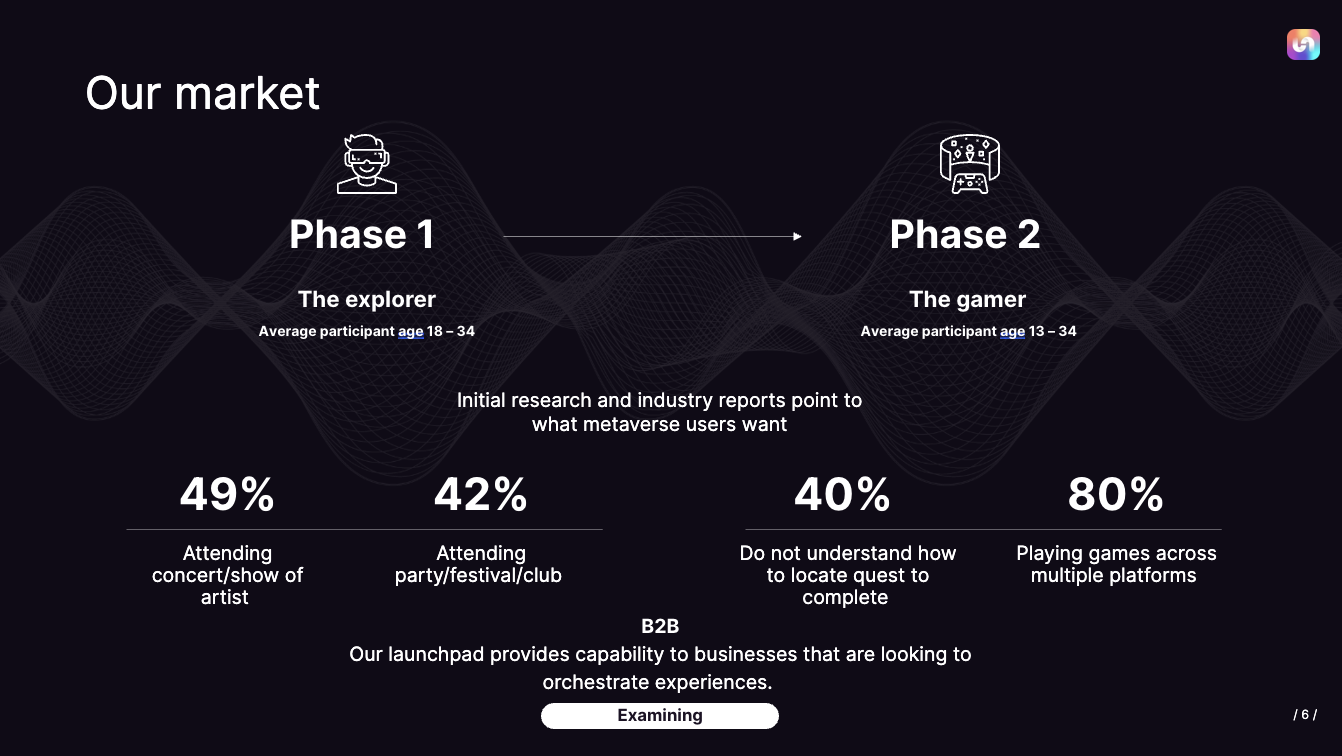 Our market
Phase 1
Phase 2
The explorer
The gamer
Average participant age 18 – 34
Average participant age 13 – 34
Initial research and industry reports point to
what metaverse users want
49%
42%
40%
80%
Attending
concert/show of
artist
Attending
party/festival/club
Do not understand how
to locate quest to
complete
Playing games across
multiple platforms
B2B
Our launchpad provides capability to businesses that are looking to
orchestrate experiences.
Examining
/ 6 /